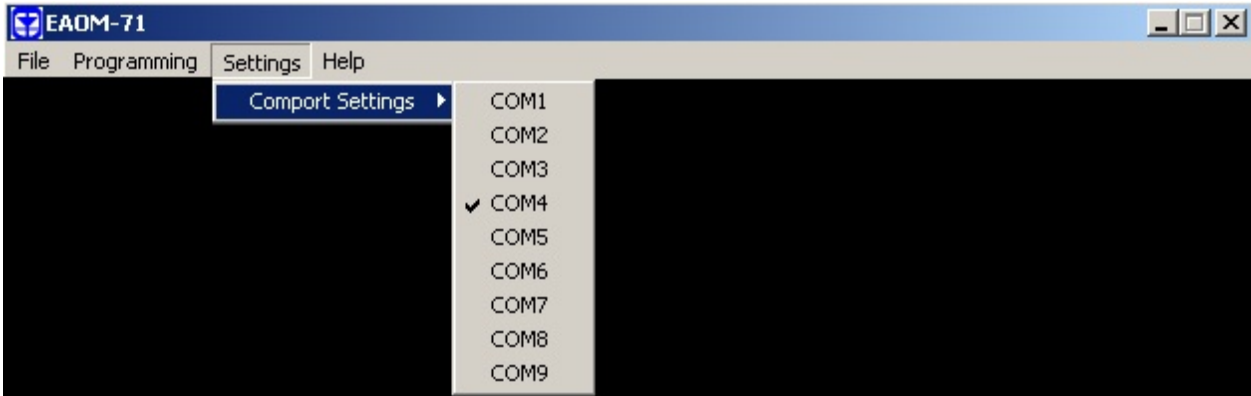 EAOM-71
File Programming Settings Help
Comport Settings
COM1
COM2
COM3
COM4
COM5
COM6
COM7
COM8
COM9